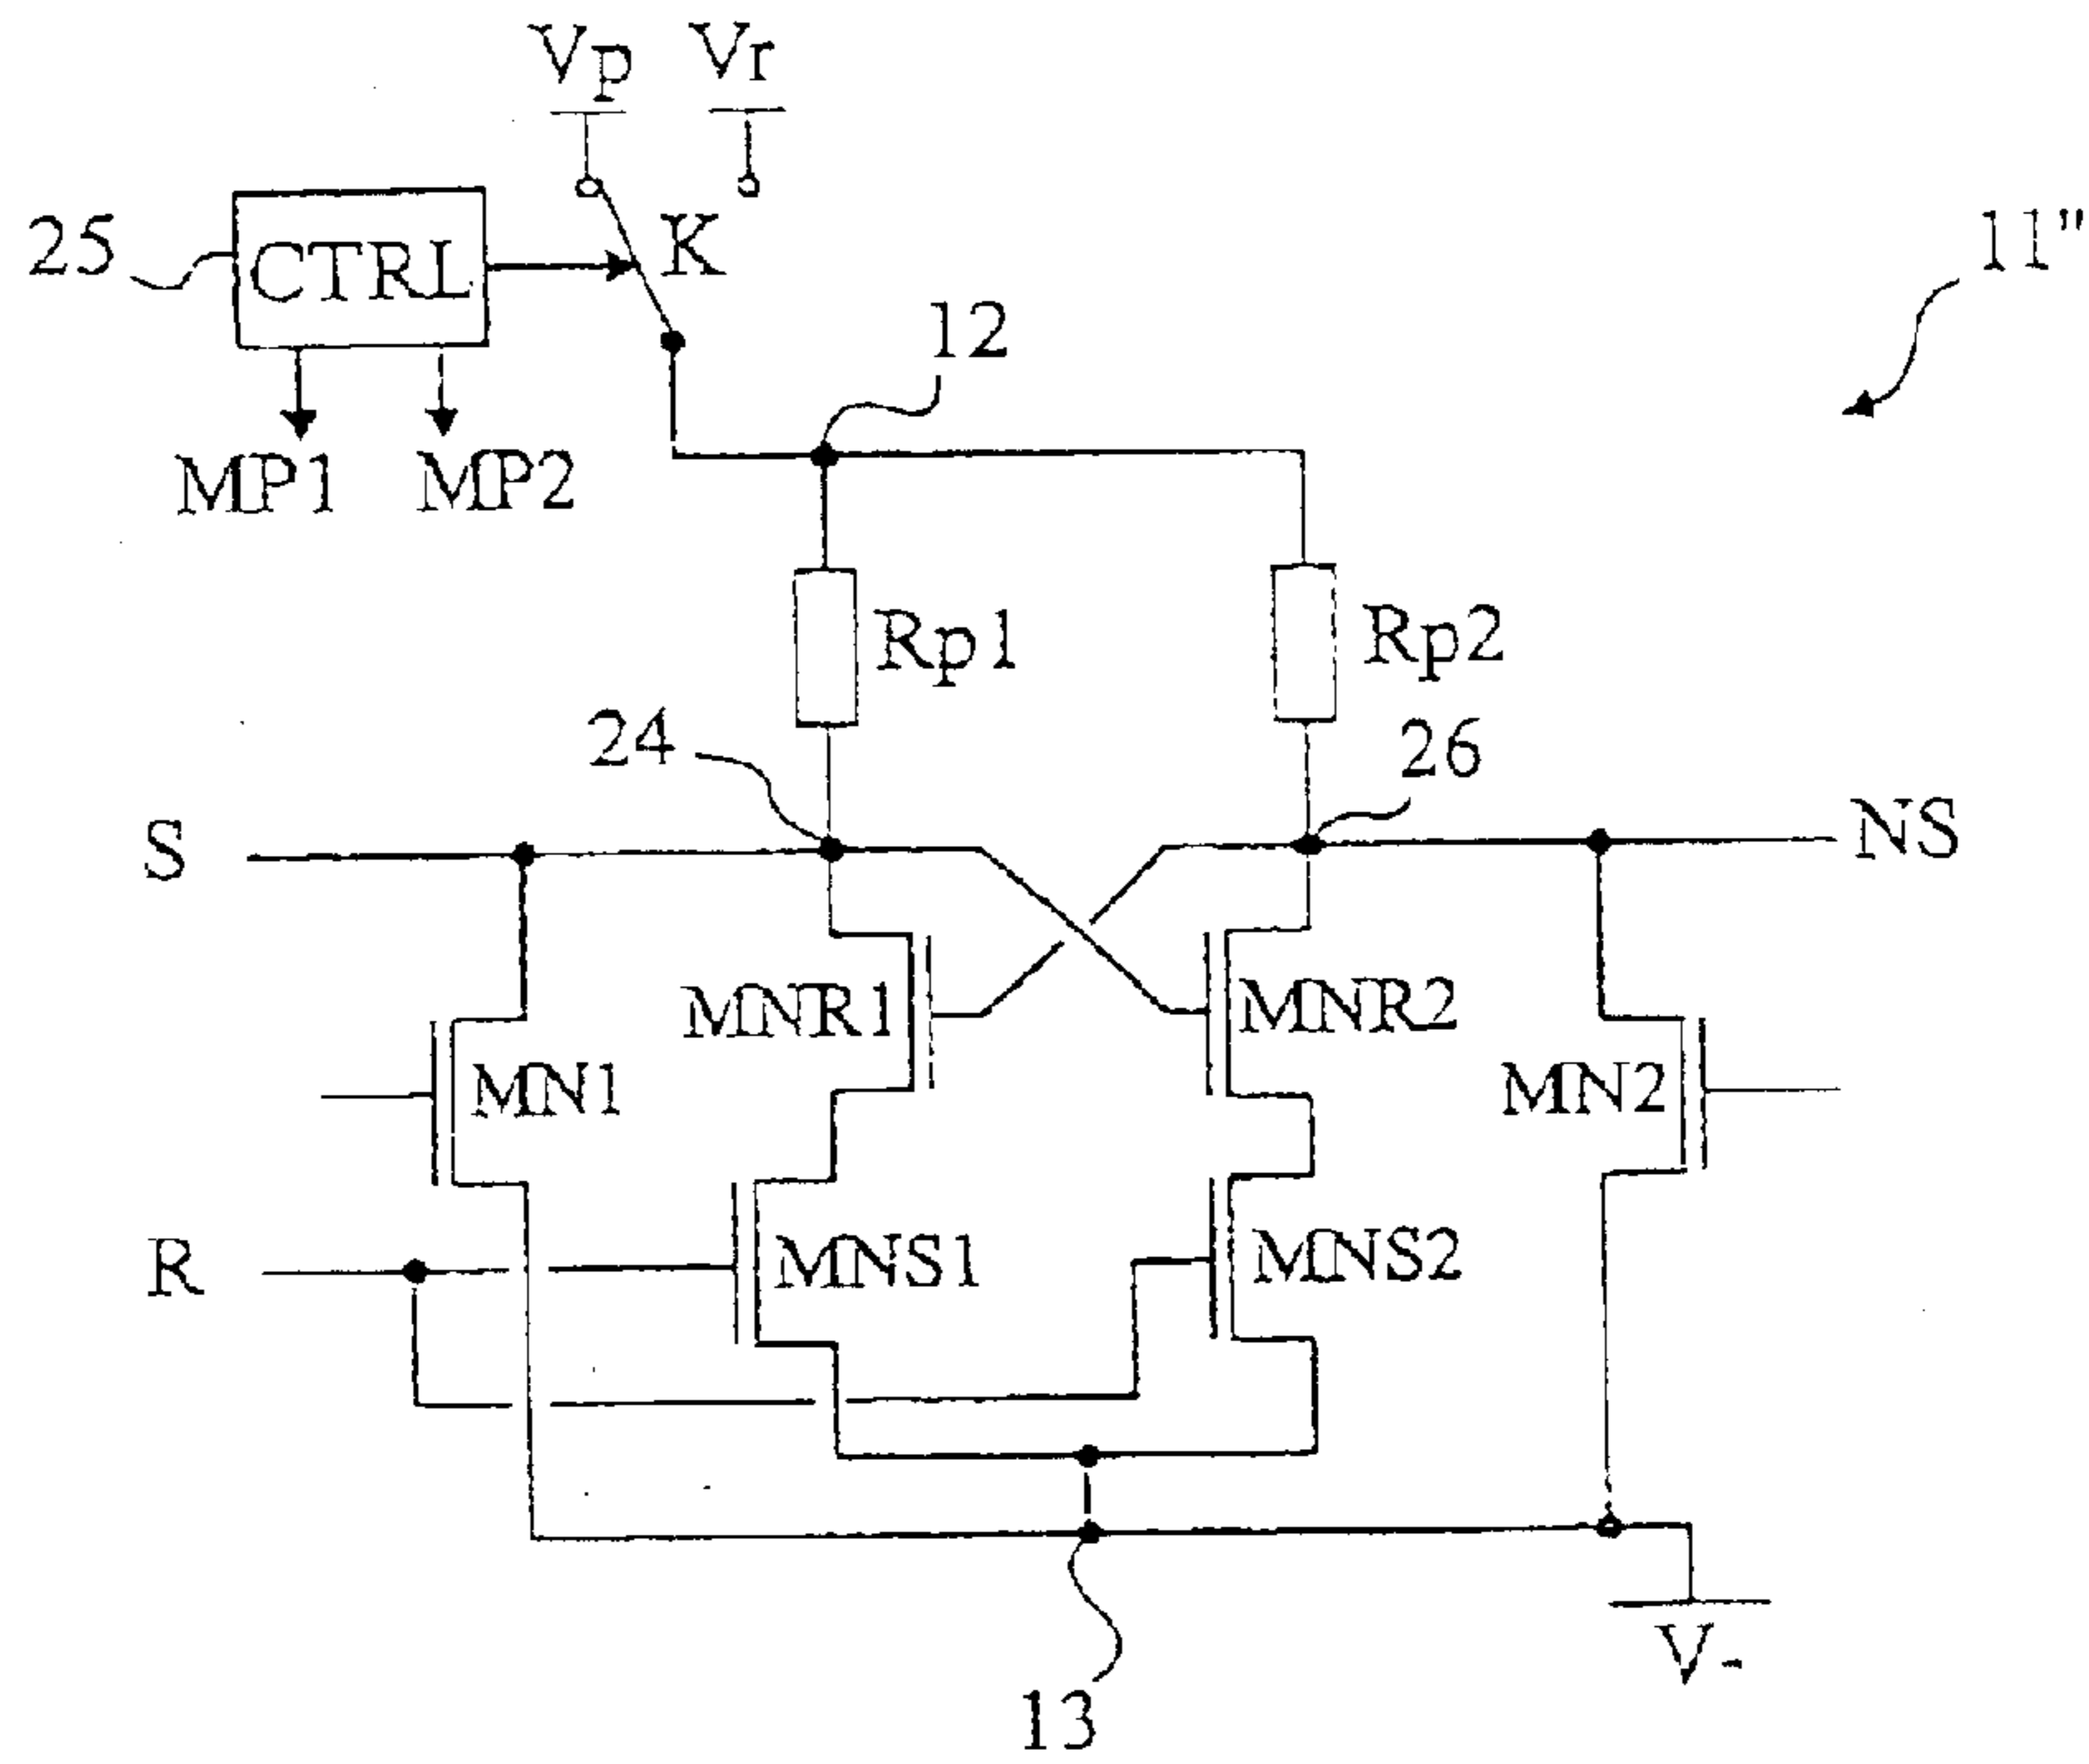 Vp Vr
25 CTRL K 11"
12
MP1 MP2
Rp1 Rp2
24 26
S NS
MNR1 MNR2
MN1 MN2
R MNS1 MNS2
V-
13